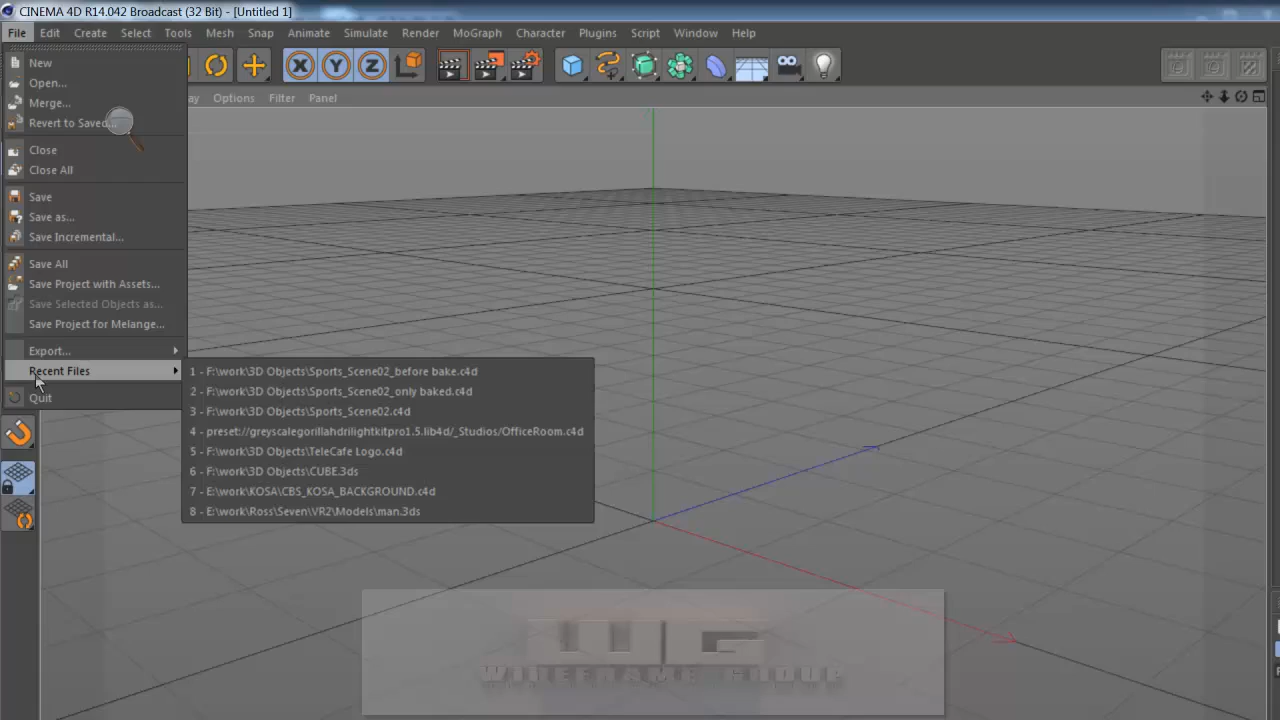 CINEMA 4D R14.042 Broadcast (32 Bit) - [Untitled 1]
File Edit Create Select Tools Mesh Snap Animate Simulate Render MoGraph Character Plugins Script Window Help
Options Filter Panel
New
Open...
Merge...
Revert to Saved...
Close
Close All
Save
Save as...
Save Incremental...
Save All
Save Project with Assets...
Save Selected Objects as...
Save Project for Melange...
Export...
Recent Files
Quit
1 - F:\work\3D Objects\Sports_Scene02_before bake.c4d
2 - F:\work\3D Objects\Sports_Scene02_only baked.c4d
3 - F:\work\3D Objects\Sports_Scene02.c4d
4 - preset://greyscalegorillahdrilightkitpro1.5.lib4d/_Studios/OfficeRoom.c4d
5 - F:\work\3D Objects\TeleCafe Logo.c4d
6 - F:\work\3D Objects\CUBE.3ds
7 - E:\work\KOSA\CBS_KOSA_BACKGROUND.c4d
8 - E:\work\Ross\Seven\VR2\Models\man.3ds
X Y Z